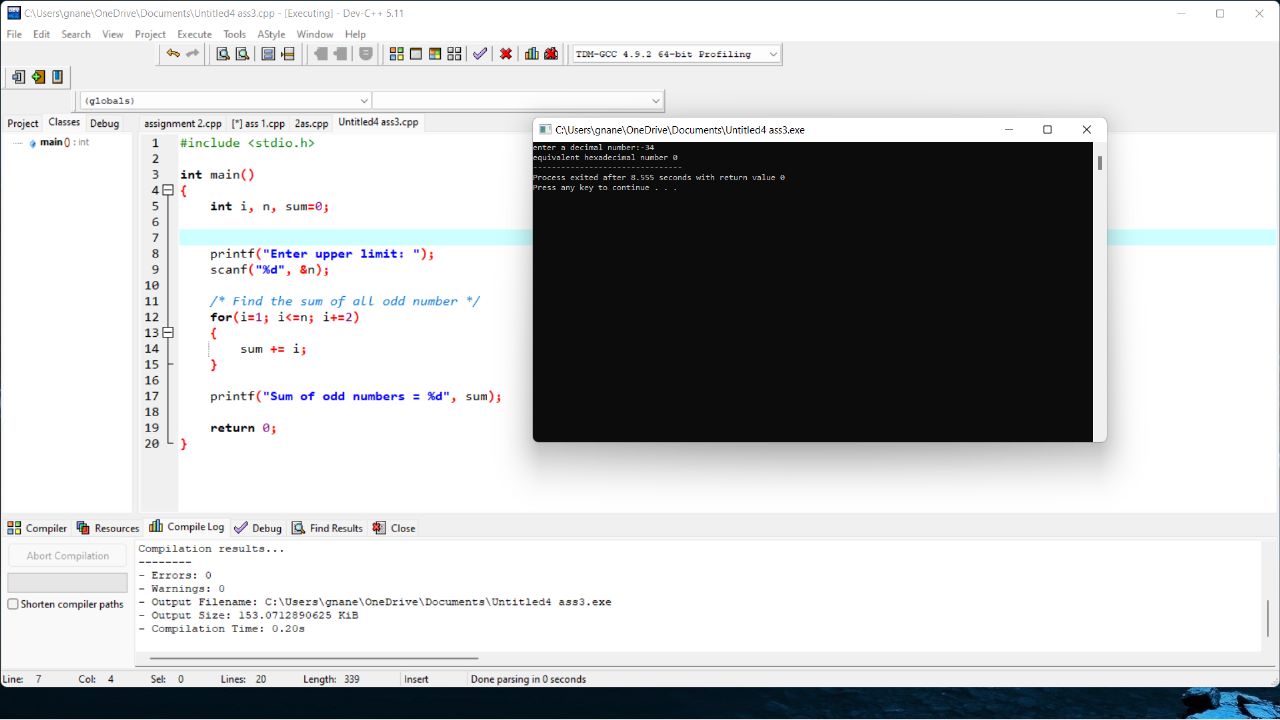 C:\Users\gnane\OneDrive\Documents\Untitled4 ass3.cpp - [Executing] - Dev-C++ 5.11
File Edit Search View Project Execute Tools AStyle Window Help
TDM-GCC 4.9.2 64-bit Profiling
(globals)
Project Classes Debug
assignment 2.cpp [*] ass 1.cpp 2as.cpp Untitled4 ass3.cpp
main() : int
1 #include <stdio.h>
2
3 int main()
4 {
5 int i, n, sum=0;
6
7
8 printf("Enter upper limit: ");
9 scanf("%d", &n);
10
11 /* Find the sum of all odd number */
12 for(i=1; i<=n; i+=2)
13 {
14 sum += i;
15 }
16
17 printf("Sum of odd numbers = %d", sum);
18
19 return 0;
20 }
C:\Users\gnane\OneDrive\Documents\Untitled4 ass3.exe
enter a decimal number:-34
equivalent hexadecimal number 0
--------------------------------
Process exited after 8.555 seconds with return value 0
Press any key to continue . . .
Compiler Resources Compile Log Debug Find Results Close
Abort Compilation
Shorten compiler paths
Compilation results...
--------
- Errors: 0
- Warnings: 0
- Output Filename: C:\Users\gnane\OneDrive\Documents\Untitled4 ass3.exe
- Output Size: 153.0712890625 KiB
- Compilation Time: 0.20s
Line: 7 Col: 4 Sel: 0 Lines: 20 Length: 339 Insert Done parsing in 0 seconds